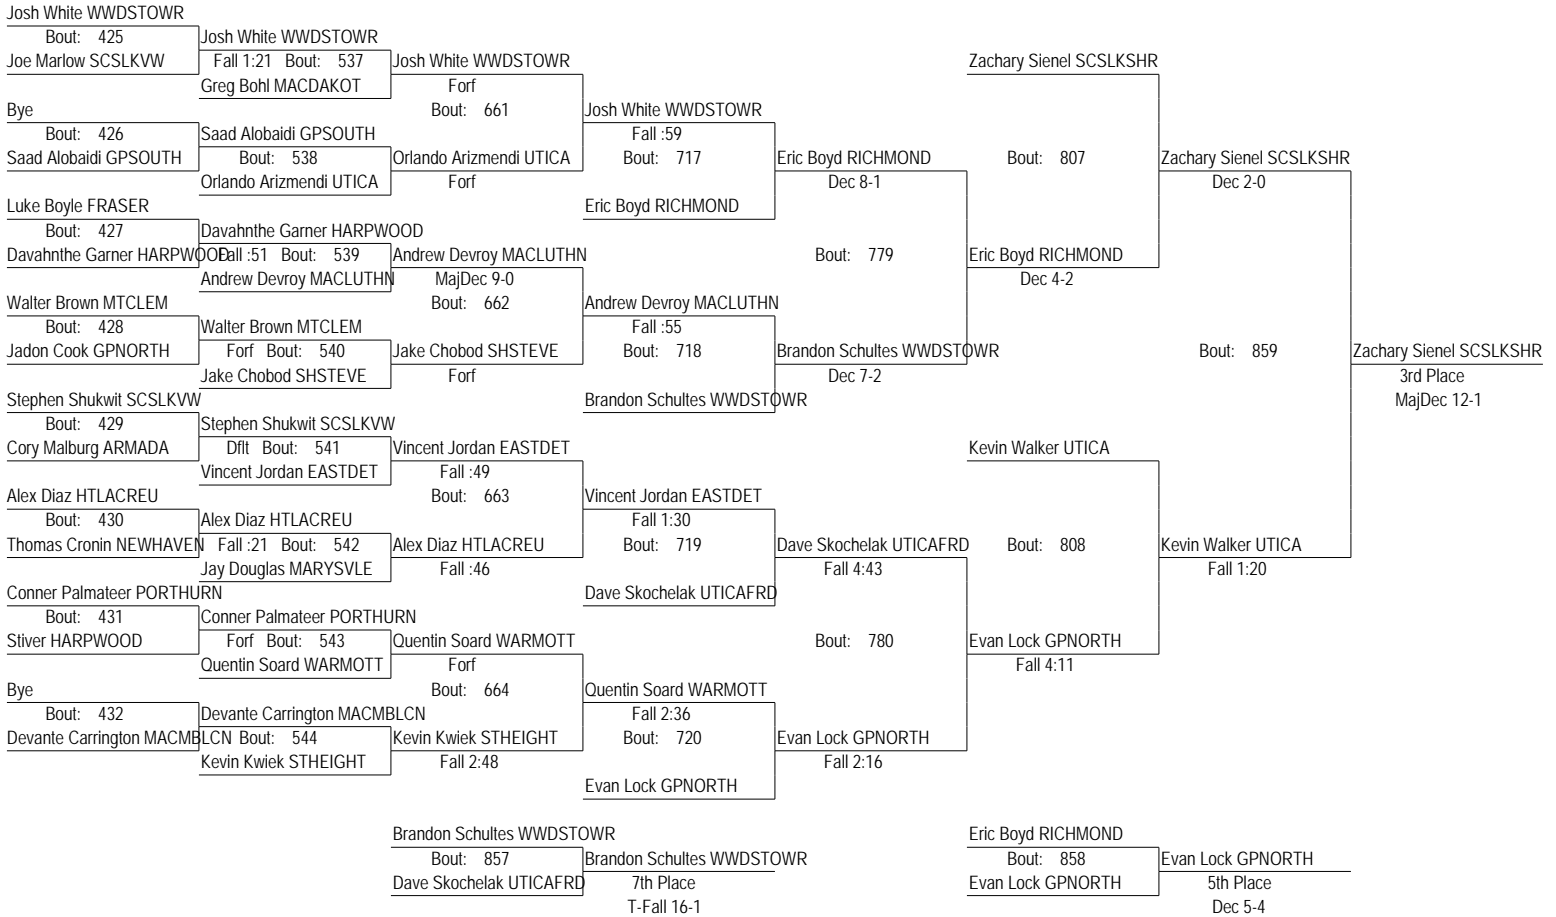 Josh White WWDSTOWR
Bout: 425
Joe Marlow SCSLKVW
Bye
Bout: 426
Saad Alobaidi GPSOUTH
Luke Boyle FRASER
Bout: 427
Davahnthe Garner HARPWOOD
Walter Brown MTCLEM
Bout: 428
Jadon Cook GPNORTH
Stephen Shukwit SCSLKVW
Bout: 429
Cory Malburg ARMADA
Alex Diaz HTLACREU
Bout: 430
Thomas Cronin NEWHAVEN
Conner Palmateer PORTHURN
Bout: 431
Stiver HARPWOOD
Bye
Bout: 432
Devante Carrington MACMBLCN
Josh White WWDSTOWR
Fall 1:21 Bout: 537
Greg Bohl MACDAKOT
Saad Alobaidi GPSOUTH
Bout: 538
Orlando Arizmendi UTICA
Davahnthe Garner HARPWOOD
Fall :51 Bout: 539
Andrew Devroy MACLUTHN
Walter Brown MTCLEM
Forf Bout: 540
Jake Chobod SHSTEVE
Stephen Shukwit SCSLKVW
Dflt Bout: 541
Vincent Jordan EASTDET
Alex Diaz HTLACREU
Fall :21 Bout: 542
Jay Douglas MARYSVLE
Conner Palmateer PORTHURN
Forf Bout: 543
Quentin Soard WARMOTT
Devante Carrington MACMBLCN
Bout: 544
Kevin Kwiek STHEIGHT
Josh White WWDSTOWR
Forf
Bout: 661
Orlando Arizmendi UTICA
Forf
Andrew Devroy MACLUTHN
MajDec 9-0
Bout: 662
Jake Chobod SHSTEVE
Forf
Vincent Jordan EASTDET
Fall :49
Bout: 663
Alex Diaz HTLACREU
Fall :46
Quentin Soard WARMOTT
Forf
Bout: 664
Kevin Kwiek STHEIGHT
Fall 2:48
Josh White WWDSTOWR
Fall :59
Bout: 717
Eric Boyd RICHMOND
Andrew Devroy MACLUTHN
Fall :55
Bout: 718
Brandon Schultes WWDSTOWR
Vincent Jordan EASTDET
Fall 1:30
Bout: 719
Dave Skochelak UTICAFRD
Quentin Soard WARMOTT
Fall 2:36
Bout: 720
Evan Lock GPNORTH
Eric Boyd RICHMOND
Dec 8-1
Bout: 779
Brandon Schultes WWDSTOWR
Dec 7-2
Dave Skochelak UTICAFRD
Fall 4:43
Bout: 780
Evan Lock GPNORTH
Fall 2:16
Zachary Sienel SCSLKSHR
Bout: 807
Eric Boyd RICHMOND
Dec 4-2
Kevin Walker UTICA
Bout: 808
Evan Lock GPNORTH
Fall 4:11
Zachary Sienel SCSLKSHR
Dec 2-0
Bout: 859
Kevin Walker UTICA
Fall 1:20
Zachary Sienel SCSLKSHR
3rd Place
MajDec 12-1
Brandon Schultes WWDSTOWR
Bout: 857
Dave Skochelak UTICAFRD
Brandon Schultes WWDSTOWR
7th Place
T-Fall 16-1
Eric Boyd RICHMOND
Bout: 858
Evan Lock GPNORTH
Evan Lock GPNORTH
5th Place
Dec 5-4